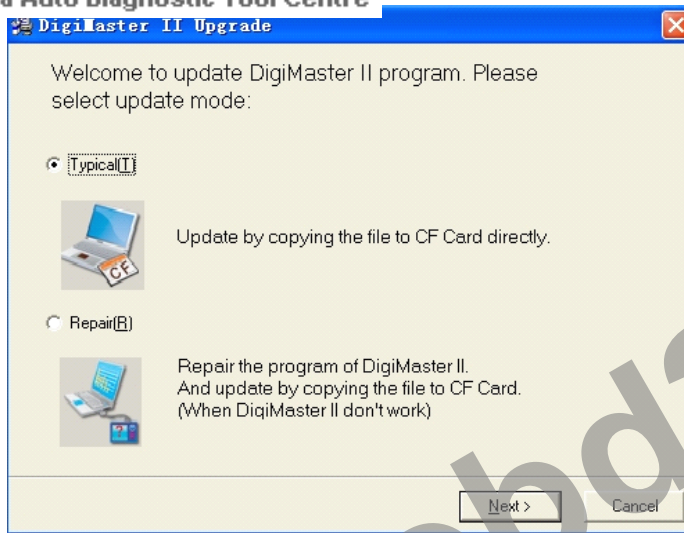 Auto Diagnostic Tool Centre
DigiMaster II Upgrade
Welcome to update DigiMaster II program. Please
select update mode:
Typical(T)
CF
Update by copying the file to CF Card directly.
Repair(R)
Repair the program of DigiMaster II.
And update by copying the file to CF Card.
(When DiqiMaster II don't work)
Next >
Cancel